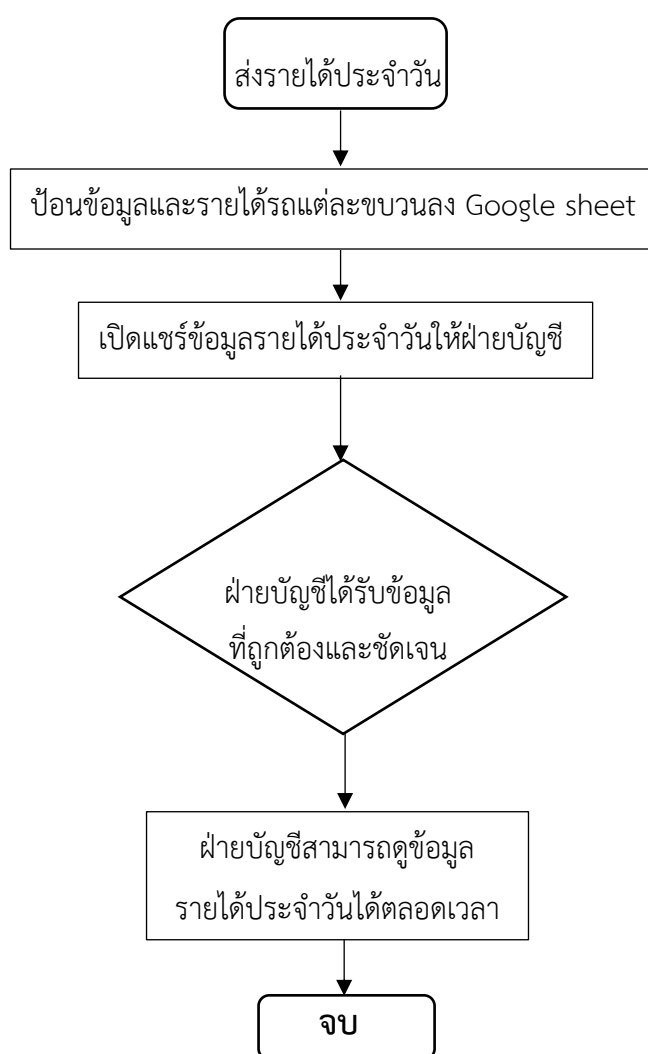 ส่งรายได้ประจำวัน
ป้อนข้อมูลและรายได้รถแต่ละขบวนลง Google sheet
เปิดแชร์ข้อมูลรายได้ประจำวันให้ฝ่ายบัญชี
ฝ่ายบัญชีได้รับข้อมูล
ที่ถูกต้องและชัดเจน
ฝ่ายบัญชีสามารถดูข้อมูล
รายได้ประจำวันได้ตลอดเวลา
จบ